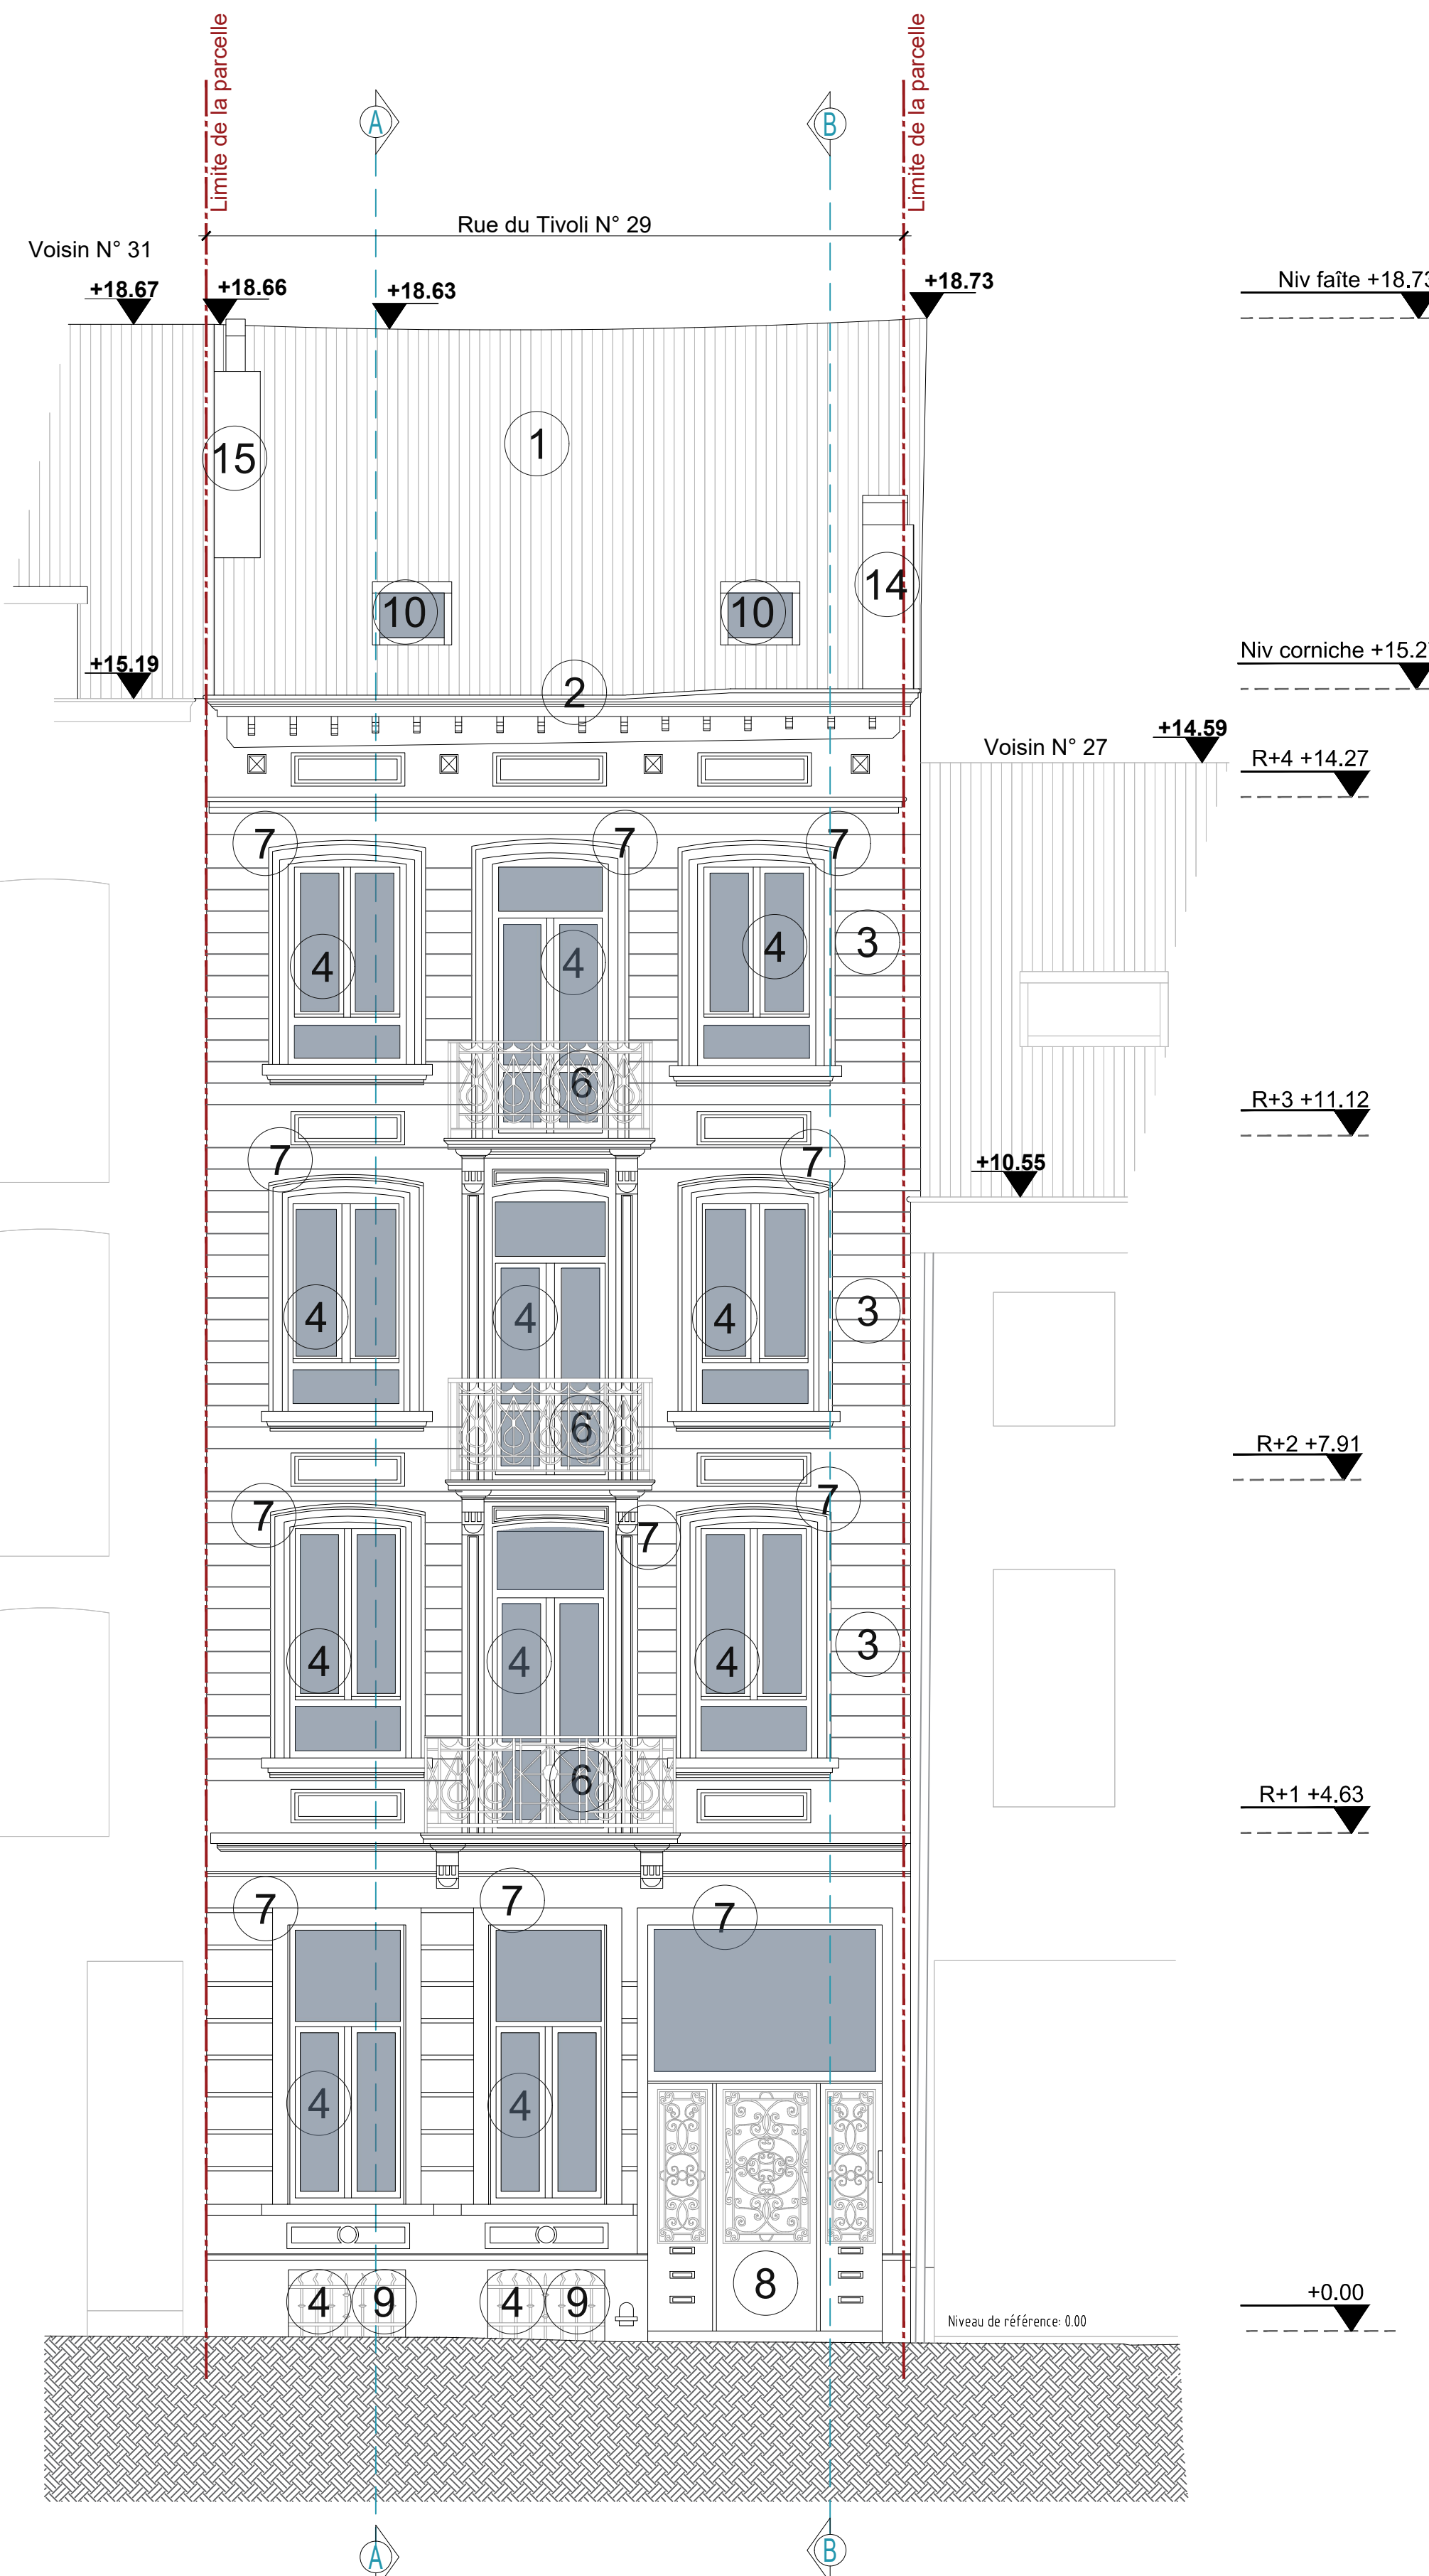 Limite de la parcelle
Limite de la parcelle
A
B
Rue du Tivoli N° 29
Voisin N° 31
+18.67
+18.66
+18.63
+18.73
Niv faîte +18.73
1
15
10
10
14
+15.19
2
Niv corniche +15.2
Voisin N° 27
+14.59
R+4 +14.27
7
7
7
4
4
4
3
6
R+3 +11.12
7
7
+10.55
4
4
4
3
6
R+2 +7.91
7
7
7
4
4
4
3
6
R+1 +4.63
7
7
7
4
4
8
4
9
4
9
+0.00
Niveau de référence: 0.00
A
B